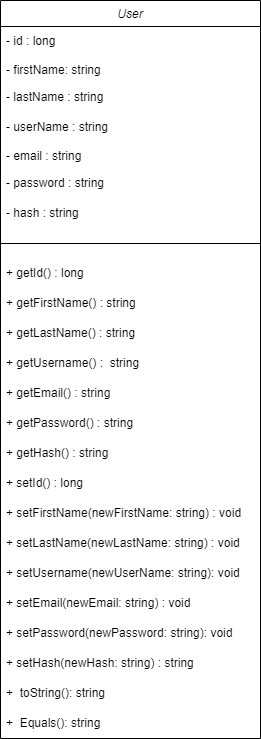 User
- id : long
- firstName: string
- lastName : string
- userName : string
- email : string
- password : string
- hash : string
+ getId() : long
+ getFirstName() : string
+ getLastName() : string
+ getUsername() :  string
+ getEmail() : string
+ getPassword() : string
+ getHash() : string
+ setId() : long
+ setFirstName(newFirstName: string) : void
+ setLastName(newLastName: string) : void
+ setUsername(newUserName: string): void
+ setEmail(newEmail: string) : void
+ setPassword(newPassword: string): void
+ setHash(newHash: string) : string
+  toString(): string
+  Equals(): string